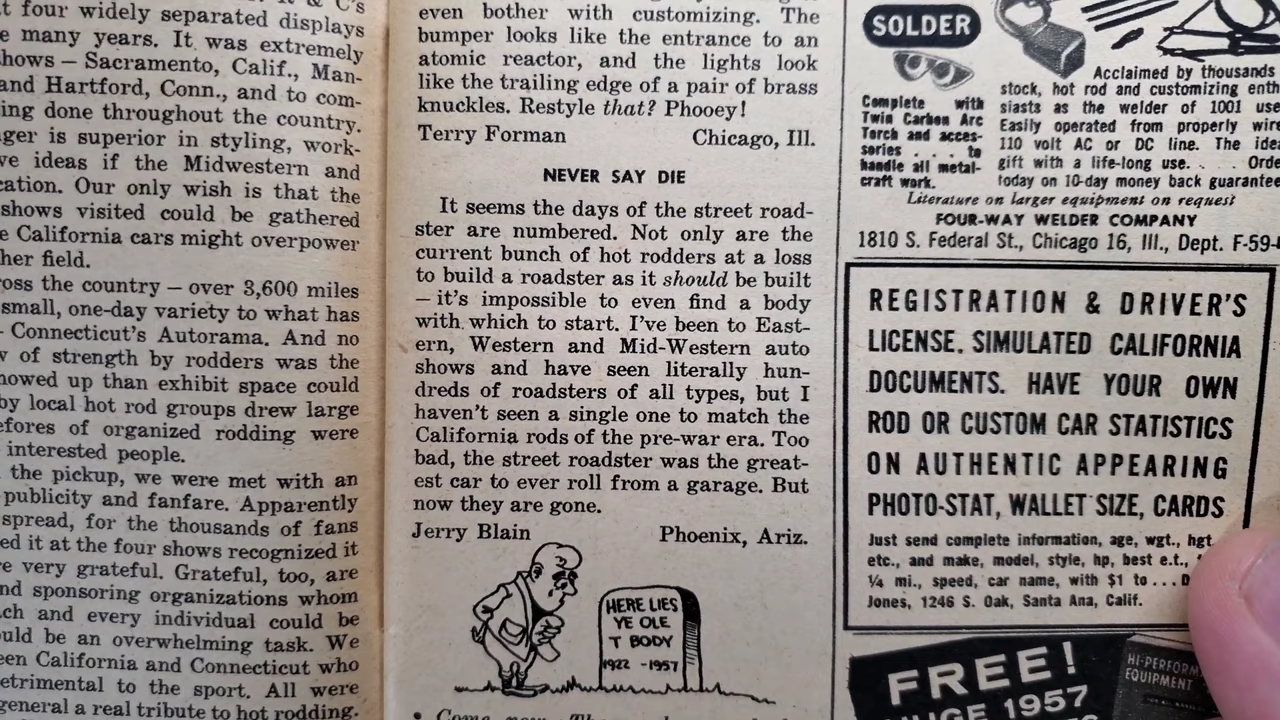 t four widely separated displays
e many years. It was extremely
hows — Sacramento, Calif., Man-
and Hartford, Conn., and to com-
ing done throughout the country.
ger is superior in styling, work-
ve ideas if the Midwestern and
cation. Our only wish is that the
shows visited could be gathered
e California cars might overpower
her field.
oss the country — over 3,600 miles
small, one-day variety to what has
- Connecticut's Autorama. And no
w of strength by rodders was the
howed up than exhibit space could
by local hot rod groups drew large
efores of organized rodding were
interested people.
the pickup, we were met with an
publicity and fanfare. Apparently
spread, for the thousands of fans
ed it at the four shows recognized it
e very grateful. Grateful, too, are
nd sponsoring organizations whom
ch and every individual could be
uld be an overwhelming task. We
een California and Connecticut who
etrimental to the sport. All were
general a real tribute to hot rodding.
even bother with customizing. The
bumper looks like the entrance to an
atomic reactor, and the lights look
like the trailing edge of a pair of brass
knuckles. Restyle that? Phooey!
Terry Forman Chicago, Ill.
NEVER SAY DIE
It seems the days of the street road-
ster are numbered. Not only are the
current bunch of hot rodders at a loss
to build a roadster as it should be built
— it's impossible to even find a body
with which to start. I've been to East-
ern, Western and Mid-Western auto
shows and have seen literally hun-
dreds of roadsters of all types, but I
haven't seen a single one to match the
California rods of the pre-war era. Too
bad, the street roadster was the great-
est car to ever roll from a garage. But
now they are gone.
Jerry Blain Phoenix, Ariz.
HERE LIES
YE OLE
T BODY
1922 - 1957
SOLDER
Complete with
Twin Carbon Arc
Torch and acces-
sories . . . to
handle all metal-
craft work.
Acclaimed by thousands
stock, hot rod and customizing enth
siasts as the welder of 1001 use
Easily operated from properly wire
110 volt AC or DC line. The idea
gift with a life-long use. . . Orde
today on 10-day money back guarantee
Literature on larger equipment on request
FOUR-WAY WELDER COMPANY
1810 S. Federal St., Chicago 16, Ill., Dept. F-59-
REGISTRATION & DRIVER'S
LICENSE. SIMULATED CALIFORNIA
DOCUMENTS. HAVE YOUR OWN
ROD OR CUSTOM CAR STATISTICS
ON AUTHENTIC APPEARING
PHOTO-STAT, WALLET SIZE, CARDS
Just send complete information, age, wgt., hgt
etc., and make, model, style, hp, best e.t.,
¼ mi., speed, car name, with $1 to . . . D
Jones, 1246 S. Oak, Santa Ana, Calif.
FREE!
HUGE 1957
HI-PERFORM
EQUIPMENT